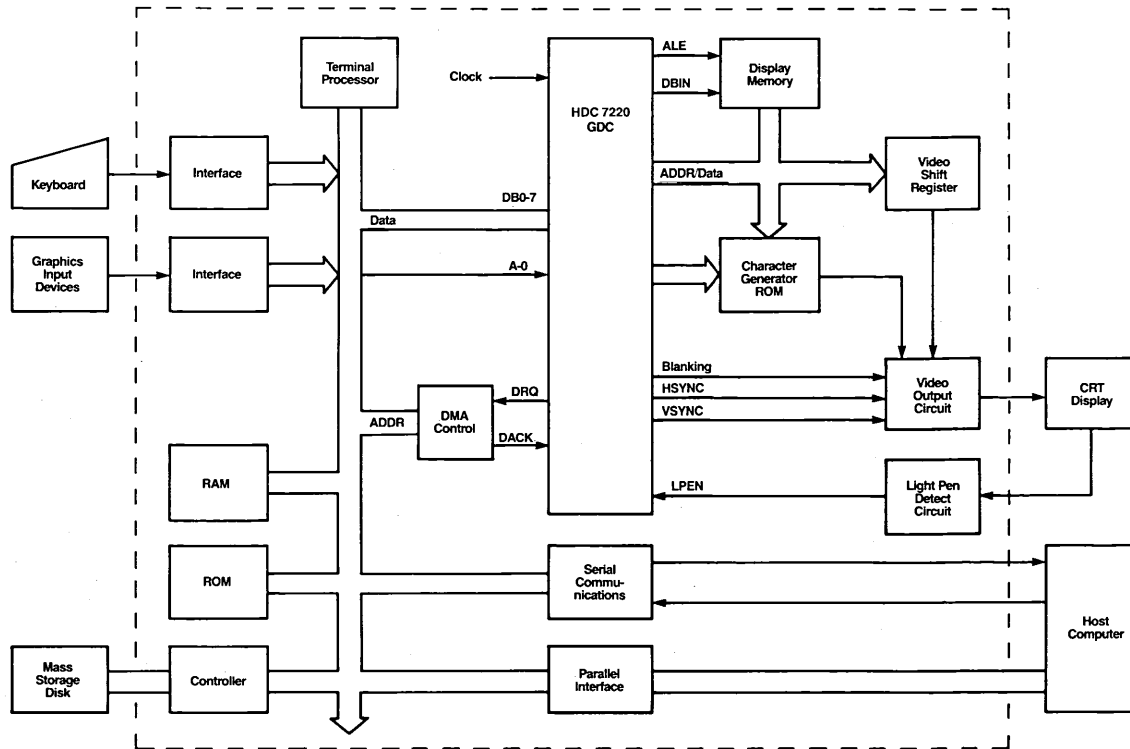 Terminal
Processor
Clock
HDC 7220
GDC
ALE
DBIN
Display
Memory
Keyboard
Interface
ADDR/Data
Video
Shift
Register
DB0-7
Data
Graphics
Input
Devices
Interface
A-0
Character
Generator
ROM
Blanking
HSYNC
VSYNC
Video
Output
Circuit
CRT
Display
DMA
Control
DRQ
DACK
ADDR
RAM
LPEN
Light Pen
Detect
Circuit
ROM
Serial
Commu-
nications
Host
Computer
Mass
Storage
Disk
Controller
Parallel
Interface